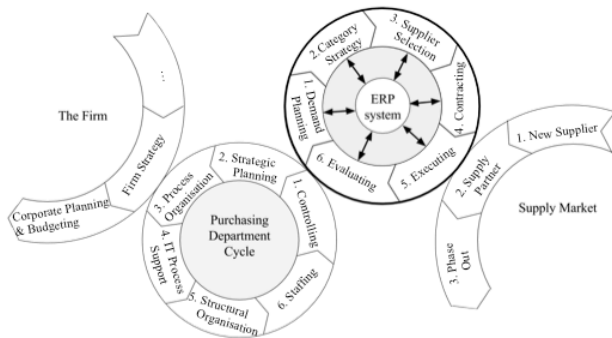 ...
The Firm
Firm Strategy
Corporate Planning
& Budgeting
1. Controlling
2. Strategic
Planning
3. Process
Organisation
4. IT Process
Support
5. Structural
Organisation
6. Staffing
Purchasing
Department
Cycle
1. Demand
Planning
2. Category
Strategy
3. Supplier
Selection
4. Contracting
5. Executing
6. Evaluating
ERP
system
1. New Supplier
2. Supply
Partner
3. Phase
Out
Supply Market